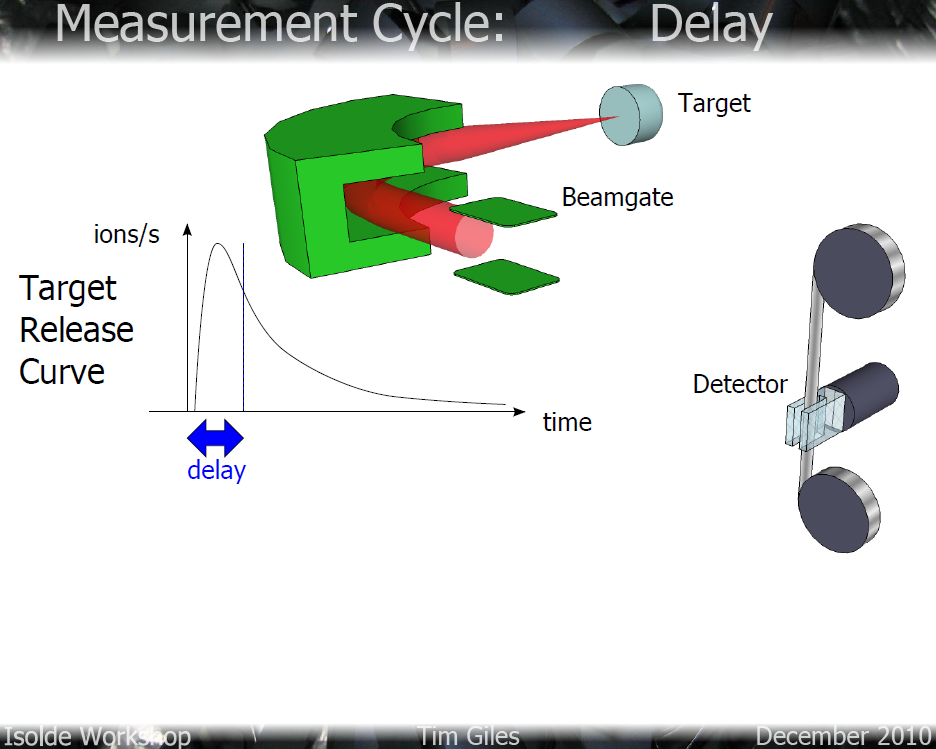 Measurement Cycle: Delay
Target
Beamgate
ions/s
Target
Release
Curve
Detector
time
delay
Isolde Workshop Tim Giles December 2010